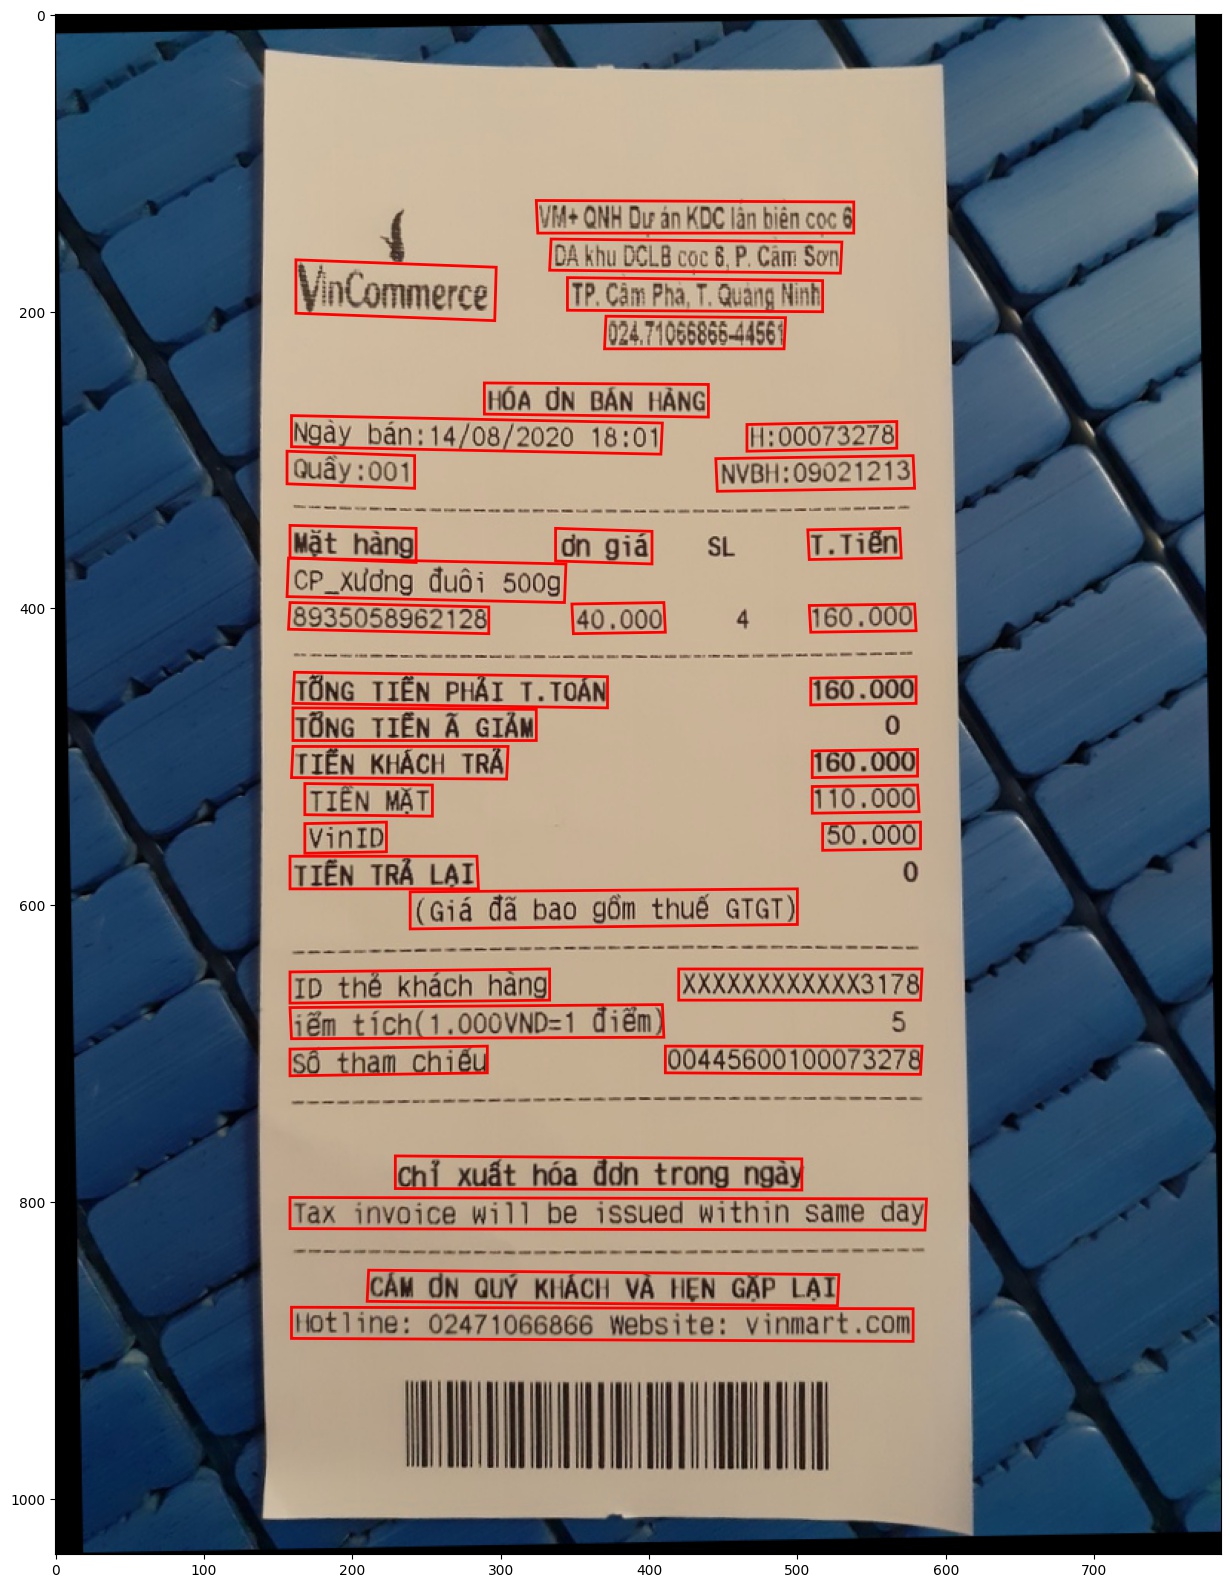 0
200
400
600
800
1000
VM+ QNH Dự án KDC lấn biển cọc 6
DA khu DCLB cọc 6, P. Cẩm Sơn
VinCommerce
TP. Cẩm Phả, T. Quảng Ninh
024.71066866-44561
HÓA ƠN BÁN HÀNG
Ngày bán:14/08/2020 18:01 H:00073278
Quầy:001 NVBH:09021213
Mặt hàng ơn giá SL T.Tiền
CP_Xương đuôi 500g
8935058962128 40.000 4 160.000
TỔNG TIỀN PHẢI T.TOÁN 160.000
TỔNG TIỀN Ã GIẢM 0
TIỀN KHÁCH TRẢ 160.000
TIỀN MẶT 110.000
VinID 50.000
TIỀN TRẢ LẠI 0
(Giá đã bao gồm thuế GTGT)
ID thẻ khách hàng XXXXXXXXXXXX3178
iểm tích(1.000VND=1 điểm) 5
Số tham chiếu 00445600100073278
Chỉ xuất hóa đơn trong ngày
Tax invoice will be issued within same day
CÁM ƠN QUÝ KHÁCH VÀ HẸN GẶP LẠI
Hotline: 02471066866 Website: vinmart.com
0 100 200 300 400 500 600 700